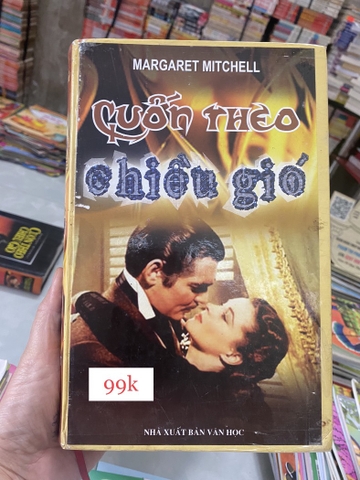 MARGARET MITCHELL
CUỐN THEO
chiều gió
99k
NHÀ XUẤT BẢN VĂN HỌC